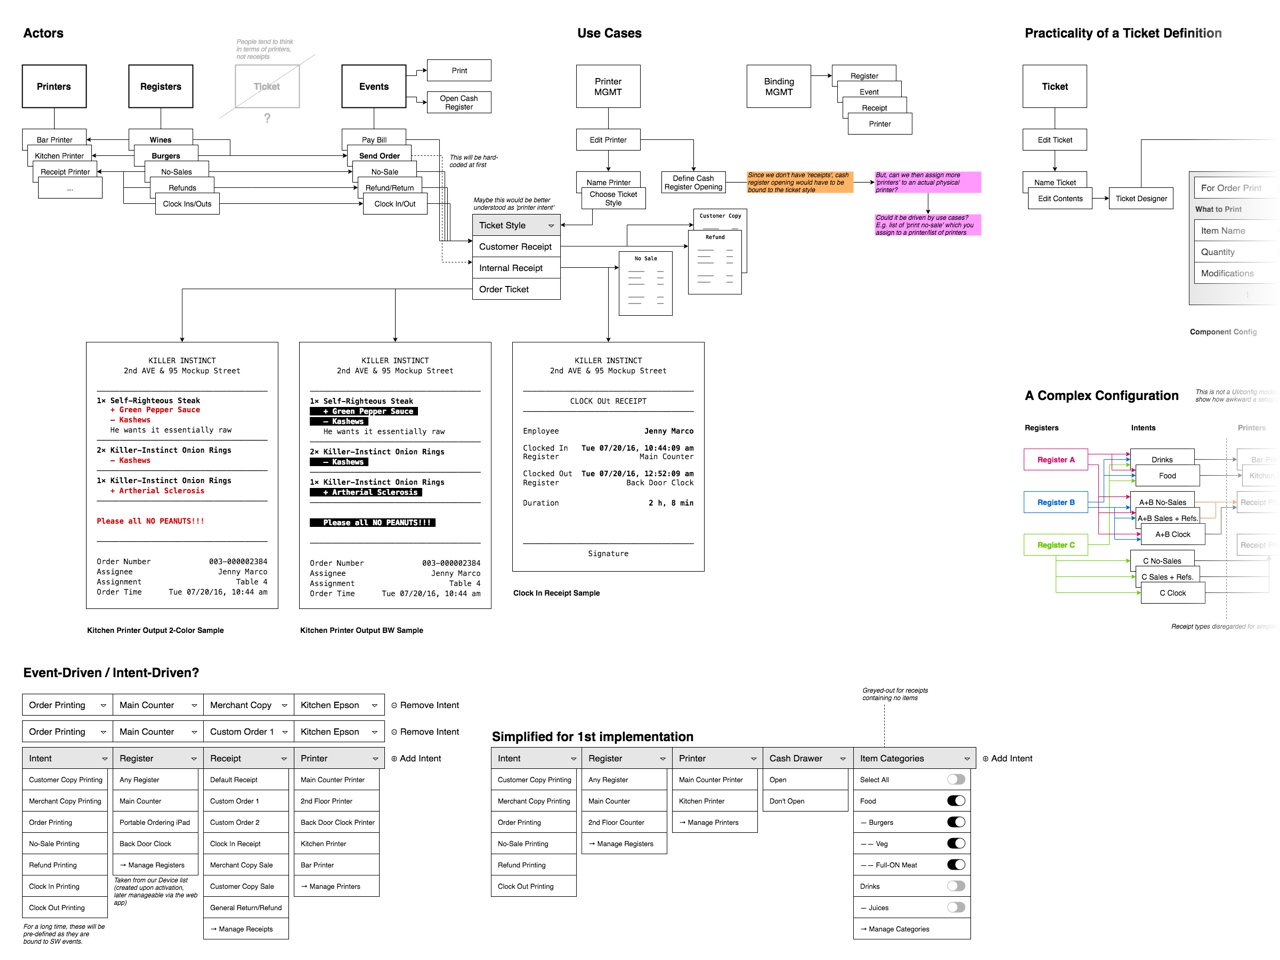 Actors
People tend to think
in terms of printers,
not receipts
Printers
Registers
Ticket
?
Events
Print
Open Cash
Register
Bar Printer
Kitchen Printer
Receipt Printer
...
Wines
Burgers
No-Sales
Refunds
Clock Ins/Outs
Pay Bill
Send Order
No-Sale
Refund/Return
Clock In/Out
This will be hard-
coded at first
Maybe this would be better
understood as 'printer intent'
Ticket Style
Customer Receipt
Internal Receipt
Order Ticket
Use Cases
Printer
MGMT
Edit Printer
Name Printer
Choose Ticket
Style
Define Cash
Register Opening
Binding
MGMT
Register
Event
Receipt
Printer
Since we don't have 'receipts', cash
register opening would have to be
bound to the ticket style
But, can we then assign more
'printers' to an actual physical
printer?
Could it be driven by use cases?
E.g. list of 'print no-sale' which you
assign to a printer/list of printers
Customer Copy
Refund
No Sale
Practicality of a Ticket Definition
Ticket
Edit Ticket
Name Ticket
Edit Contents
Ticket Designer
For Order Print
What to Print
Item Name
Quantity
Modifications
Component Config
KILLER INSTINCT
2nd AVE & 95 Mockup Street
1× Self-Righteous Steak
+ Green Pepper Sauce
– Kashews
He wants it essentially raw
2× Killer-Instinct Onion Rings
– Kashews
1× Killer-Instinct Onion Rings
+ Artherial Sclerosis
Please all NO PEANUTS!!!
Order Number 003-000002384
Assignee Jenny Marco
Assignment Table 4
Order Time Tue 07/20/16, 10:44 am
Kitchen Printer Output 2-Color Sample
KILLER INSTINCT
2nd AVE & 95 Mockup Street
1× Self-Righteous Steak
+ Green Pepper Sauce
– Kashews
He wants it essentially raw
2× Killer-Instinct Onion Rings
– Kashews
1× Killer-Instinct Onion Rings
+ Artherial Sclerosis
Please all NO PEANUTS!!!
Order Number 003-000002384
Assignee Jenny Marco
Assignment Table 4
Order Time Tue 07/20/16, 10:44 am
Kitchen Printer Output BW Sample
KILLER INSTINCT
2nd AVE & 95 Mockup Street
CLOCK OUt RECEIPT
Employee Jenny Marco
Clocked In Tue 07/20/16, 10:44:09 am
Register Main Counter
Clocked Out Tue 07/20/16, 12:52:09 am
Register Back Door Clock
Duration 2 h, 8 min
Signature
Clock In Receipt Sample
A Complex Configuration
This is not a UI/config
show how awkward a
Registers
Intents
Printers
Register A
Register B
Register C
Drinks
Food
A+B No-Sales
A+B Sales + Refs.
A+B Clock
C No-Sales
C Sales + Refs.
C Clock
Bar
Kitchen
Receipt
Receipt
Receipt types disregarded for
Event-Driven / Intent-Driven?
Order Printing Main Counter Merchant Copy Kitchen Epson Remove Intent
Order Printing Main Counter Custom Order 1 Kitchen Epson Remove Intent
Intent Register Receipt Printer Add Intent
Customer Copy Printing Any Register Default Receipt Main Counter Printer
Merchant Copy Printing Main Counter Custom Order 1 2nd Floor Printer
Order Printing Portable Ordering iPad Custom Order 2 Back Door Clock Printer
No-Sale Printing Back Door Clock Clock In Receipt Kitchen Printer
Refund Printing → Manage Registers Merchant Copy Sale Bar Printer
Clock In Printing Customer Copy Sale → Manage Printers
Clock Out Printing General Return/Refund
→ Manage Receipts
Taken from our Device list
(created upon activation,
later manageable via the web
app)
For a long time, these will be
pre-defined as they are
bound to SW events.
Simplified for 1st implementation
Greyed-out for receipts
containing no items
Intent Register Printer Cash Drawer Item Categories Add Intent
Customer Copy Printing Any Register Main Counter Printer Open Select All
Merchant Copy Printing Main Counter Kitchen Printer Don't Open Food
Order Printing 2nd Floor Counter → Manage Printers – Burgers
No-Sale Printing → Manage Registers – – Veg
Refund Printing – – Full-ON Meat
Clock Out Printing Drinks
– Juices
→ Manage Categories